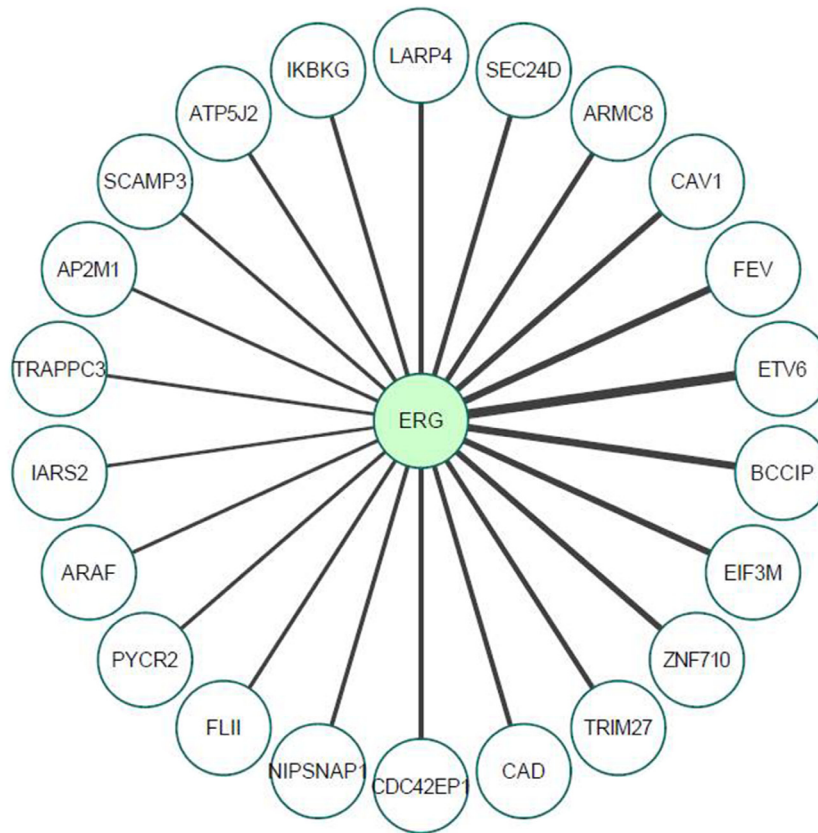 LARP4
IKBKG
SEC24D
ATP5J2
ARMC8
SCAMP3
CAV1
AP2M1
FEV
TRAPPC3
ETV6
ERG
IARS2
BCCIP
ARAF
EIF3M
PYCR2
ZNF710
FLII
TRIM27
NIPSNAP1
CAD
CDC42EP1